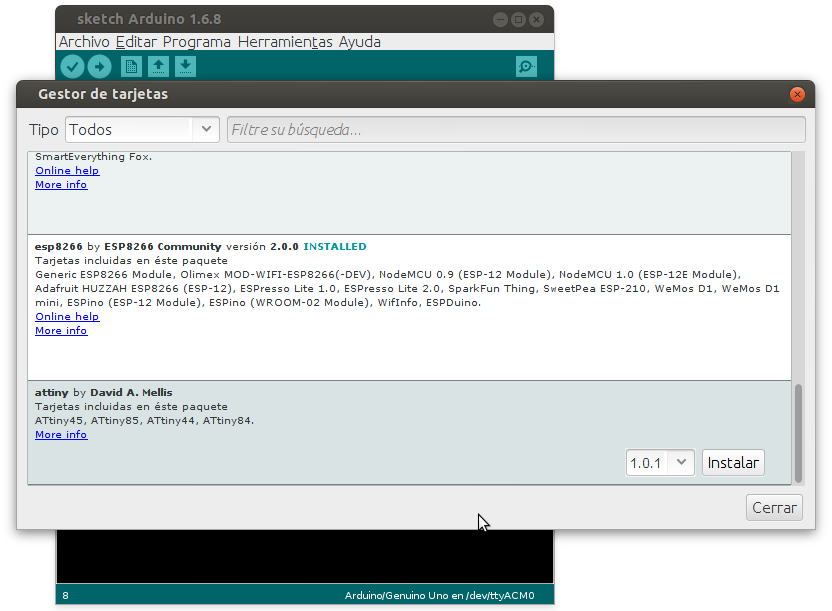 sketch Arduino 1.6.8
Archivo Editar Programa Herramientas Ayuda
Gestor de tarjetas
Tipo Todos Filtre su búsqueda...
SmartEverything Fox.
Online help
More info
esp8266 by ESP8266 Community versión 2.0.0 INSTALLED
Tarjetas incluidas en éste paquete
Generic ESP8266 Module, Olimex MOD-WIFI-ESP8266(-DEV), NodeMCU 0.9 (ESP-12 Module), NodeMCU 1.0 (ESP-12E Module),
Adafruit HUZZAH ESP8266 (ESP-12), ESPresso Lite 1.0, ESPresso Lite 2.0, SparkFun Thing, SweetPea ESP-210, WeMos D1, WeMos D1
mini, ESPino (ESP-12 Module), ESPino (WROOM-02 Module), WifInfo, ESPDuino.
Online help
More info
attiny by David A. Mellis
Tarjetas incluidas en éste paquete
ATtiny45, ATtiny85, ATtiny44, ATtiny84.
More info
1.0.1 Instalar
Cerrar
8 Arduino/Genuino Uno en /dev/ttyACM0